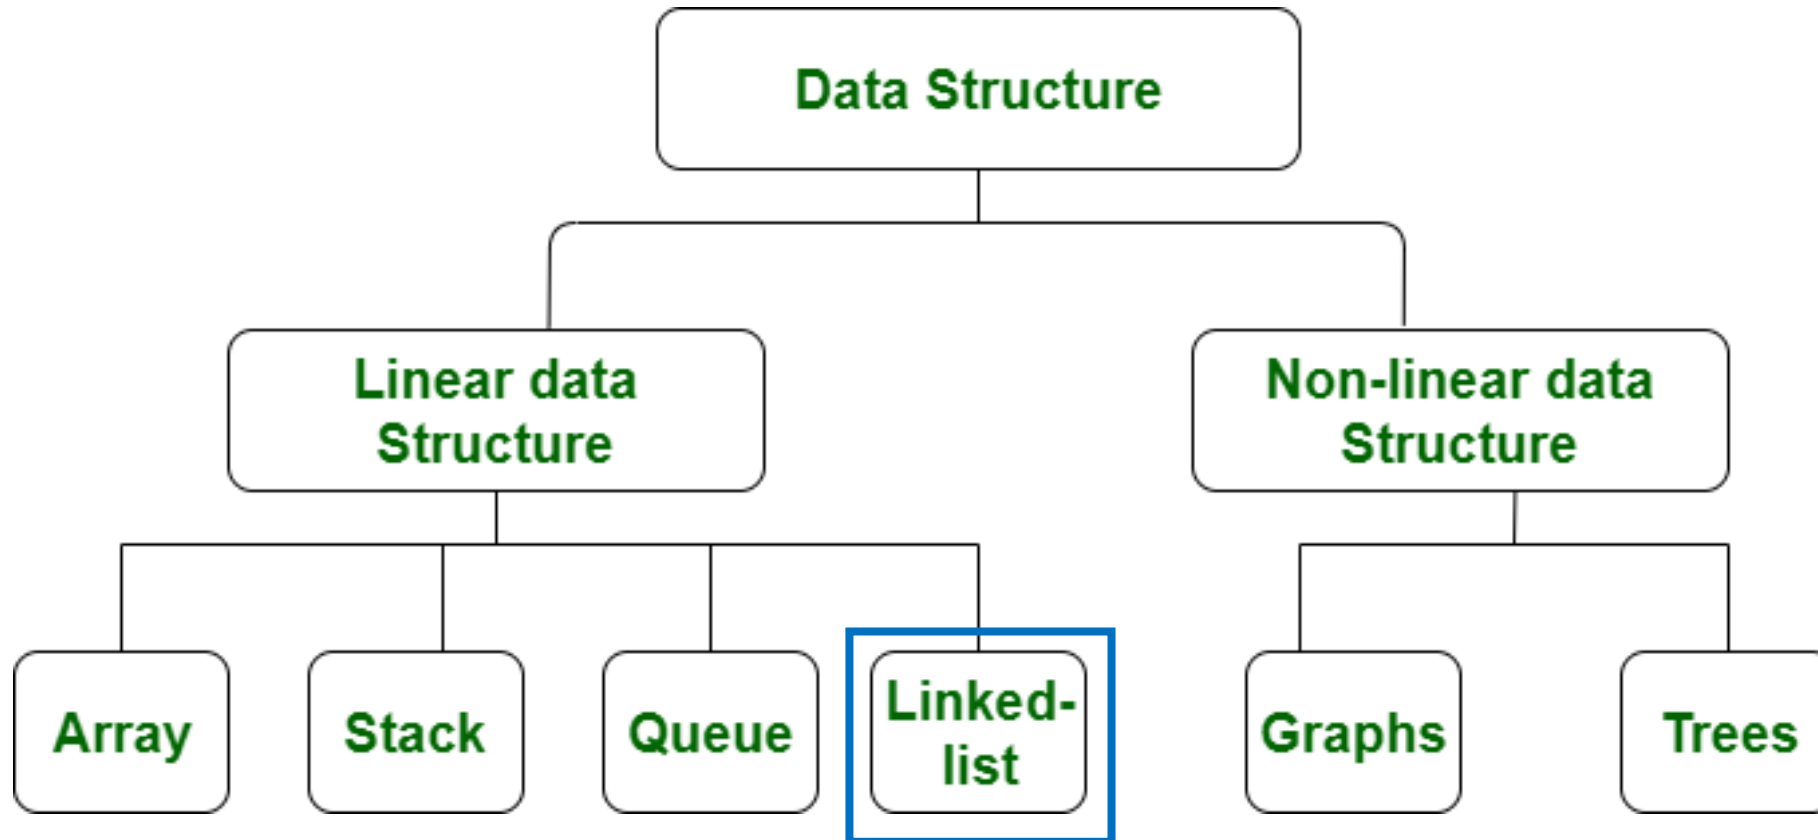 Data Structure
Linear data
Structure
Non-linear data
Structure
Array
Stack
Queue
Linked-
list
Graphs
Trees